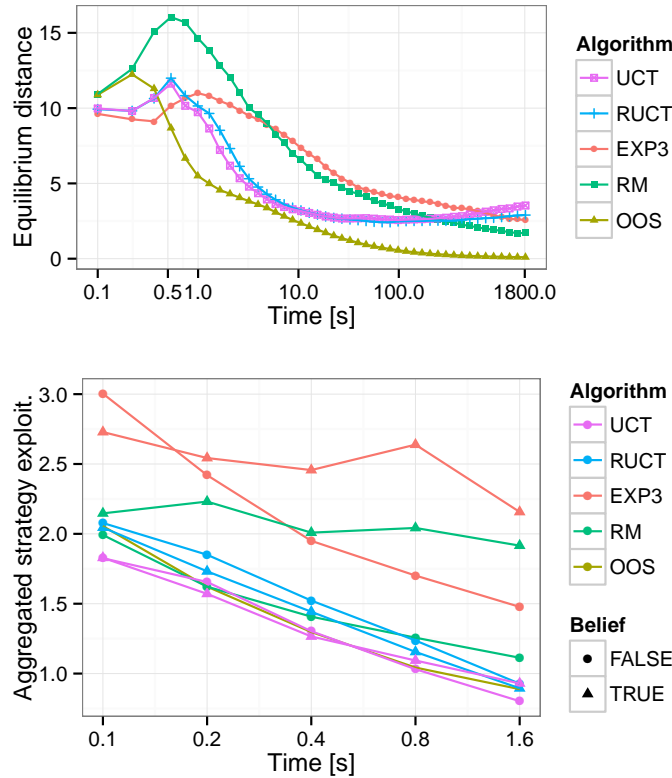 Equilibrium distance
15
10
5
0
0.1
0.5
1.0
10.0
100.0
1800.0
Time [s]
Algorithm
UCT
RUCT
EXP3
RM
OOS
Aggregated strategy exploit.
3.0
2.5
2.0
1.5
1.0
0.1
0.2
0.4
0.8
1.6
Time [s]
Algorithm
UCT
RUCT
EXP3
RM
OOS
Belief
FALSE
TRUE